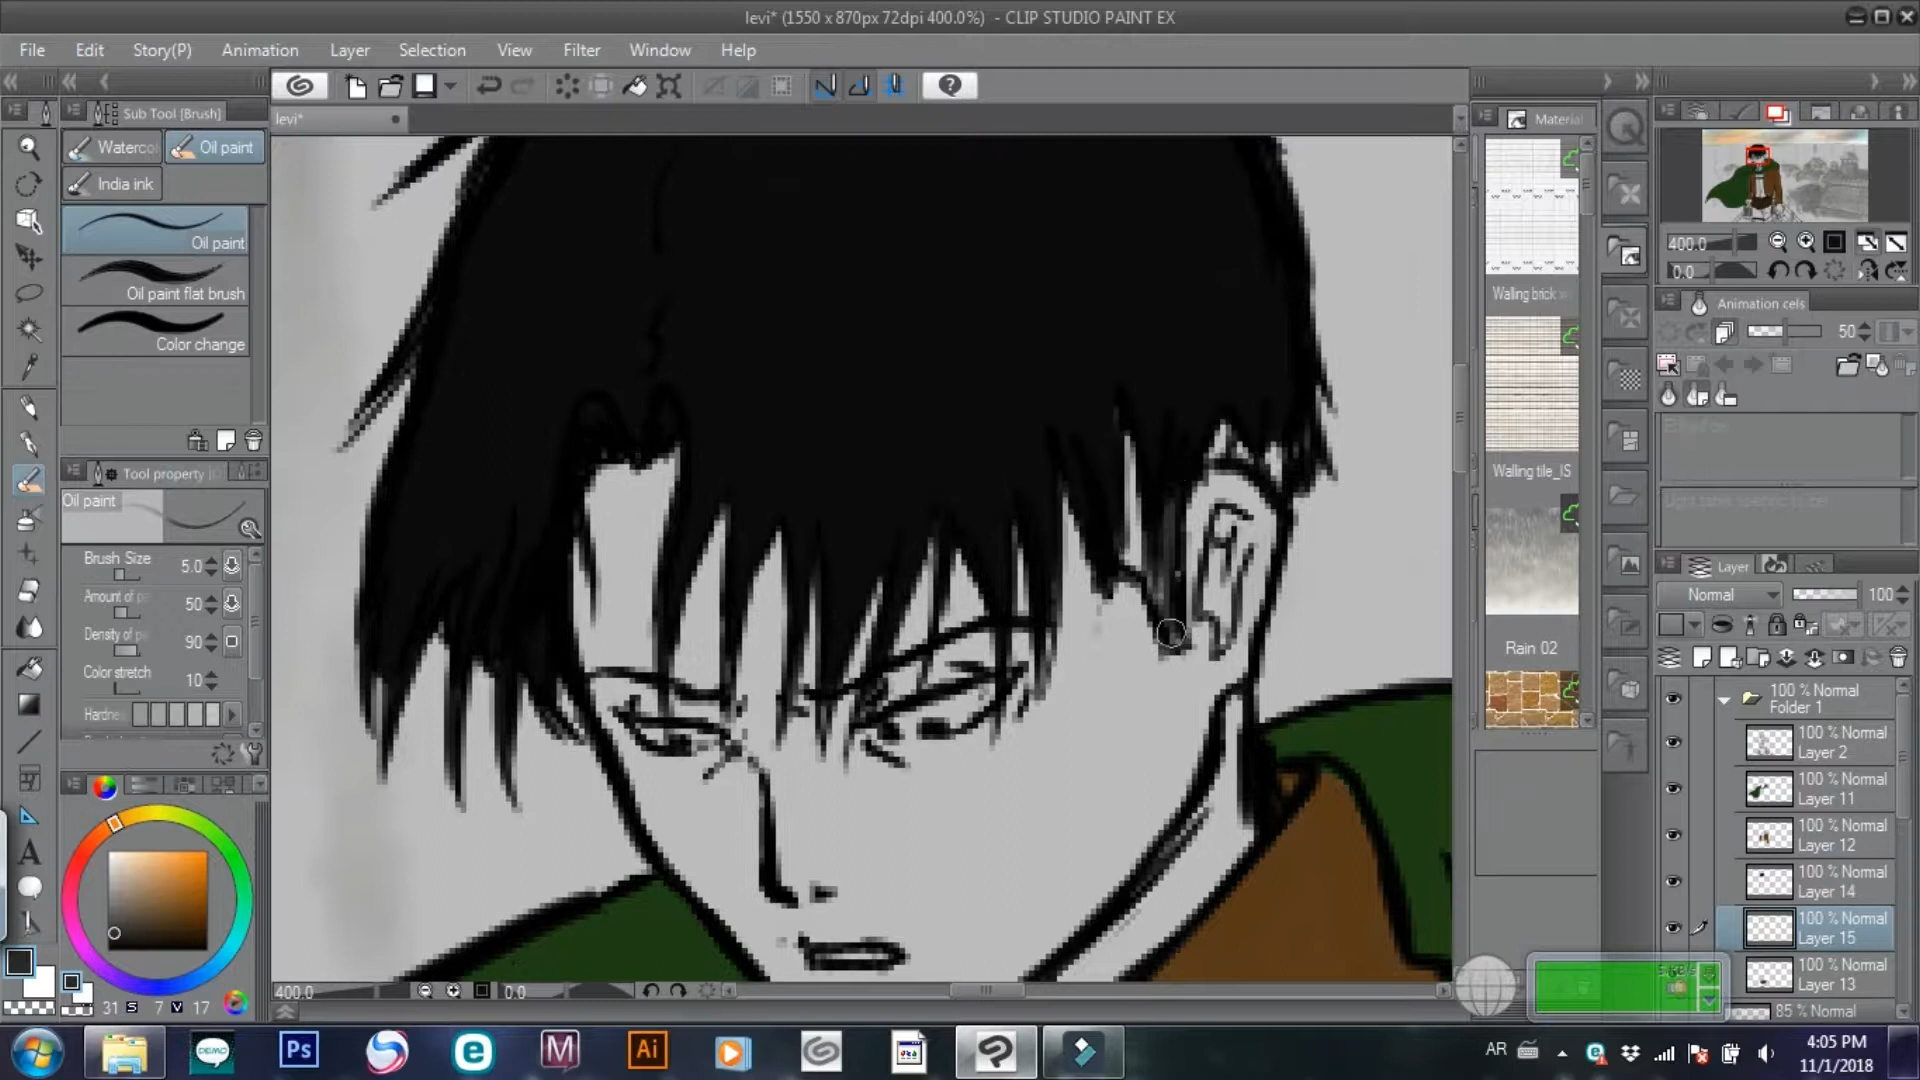 levi* (1550 x 870px 72dpi 400.0%) - CLIP STUDIO PAINT EX
File Edit Story(P) Animation Layer Selection View Filter Window Help
Sub Tool [Brush]
levi*
Material
Waterco
Oil paint
India ink
Oil paint
Oil paint flat brush
Color change
Walling brick
400.0
0.0
Animation cels
50
Walling tile_IS
Tool property [O
Oil paint
Brush Size 5.0
Amount of pa 50
Density of pa 90
Color stretch 10
Hardne
Rain 02
Layer
Normal 100
100 % Normal
Folder 1
100 % Normal
Layer 2
100 % Normal
Layer 11
100 % Normal
Layer 12
100 % Normal
Layer 14
100 % Normal
Layer 15
100 % Normal
Layer 13
85 % Normal
31 S 7 V 17
400.0 0.0
DEMO
Ps
M
Ai
AR
4:05 PM
11/1/2018